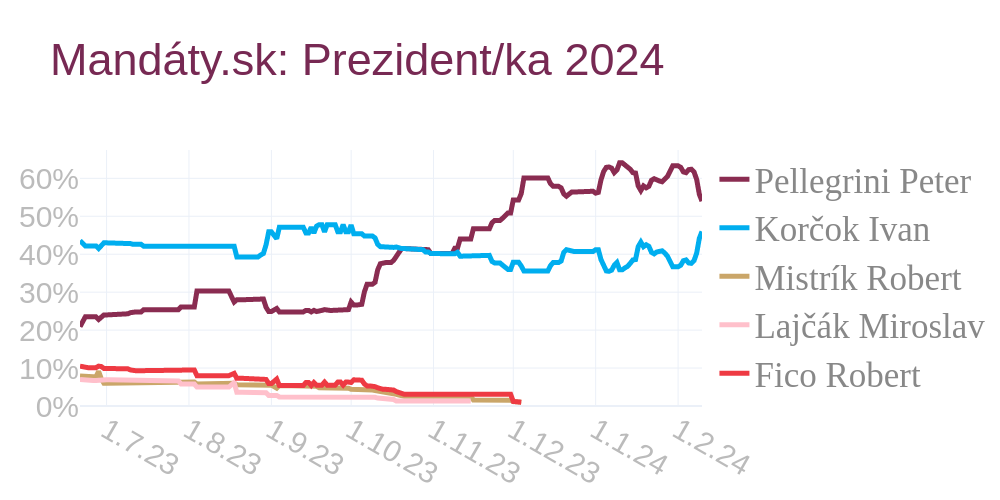 Mandáty.sk: Prezident/ka 2024
60%
50%
40%
30%
20%
10%
0%
1.7.23
1.8.23
1.9.23
1.10.23
1.11.23
1.12.23
1.1.24
1.2.24
Pellegrini Peter
Korčok Ivan
Mistrík Robert
Lajčák Miroslav
Fico Robert